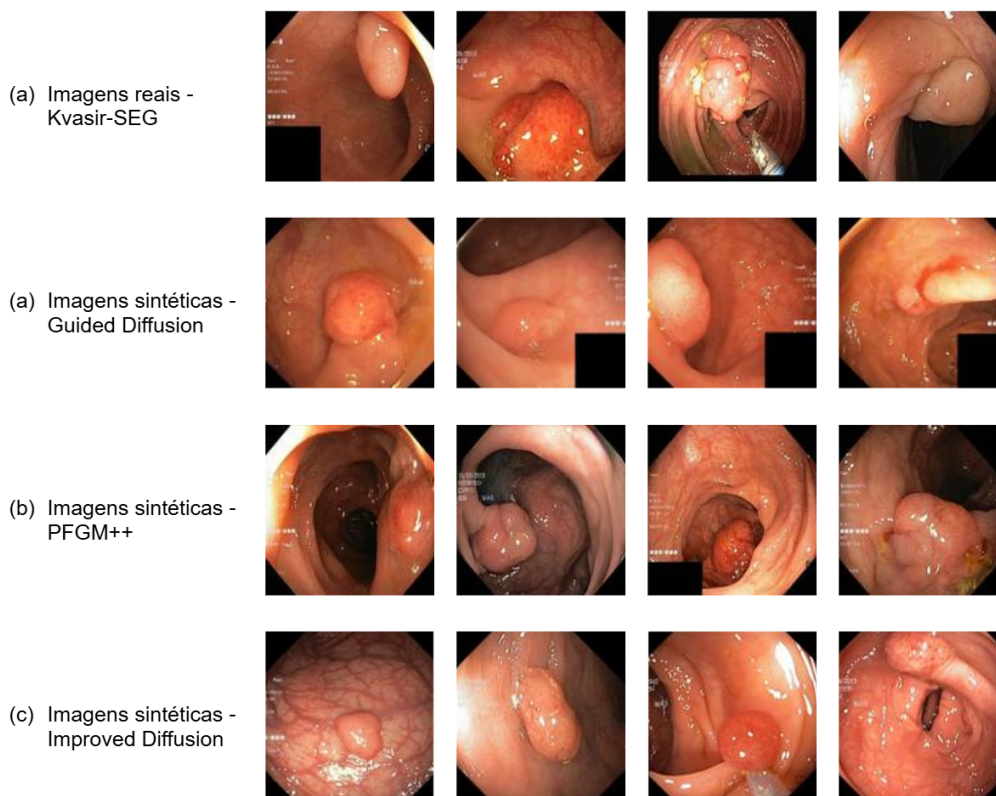 (a) Imagens reais -
Kvasir-SEG
(a) Imagens sintéticas -
Guided Diffusion
(b) Imagens sintéticas -
PFGM++
(c) Imagens sintéticas -
Improved Diffusion